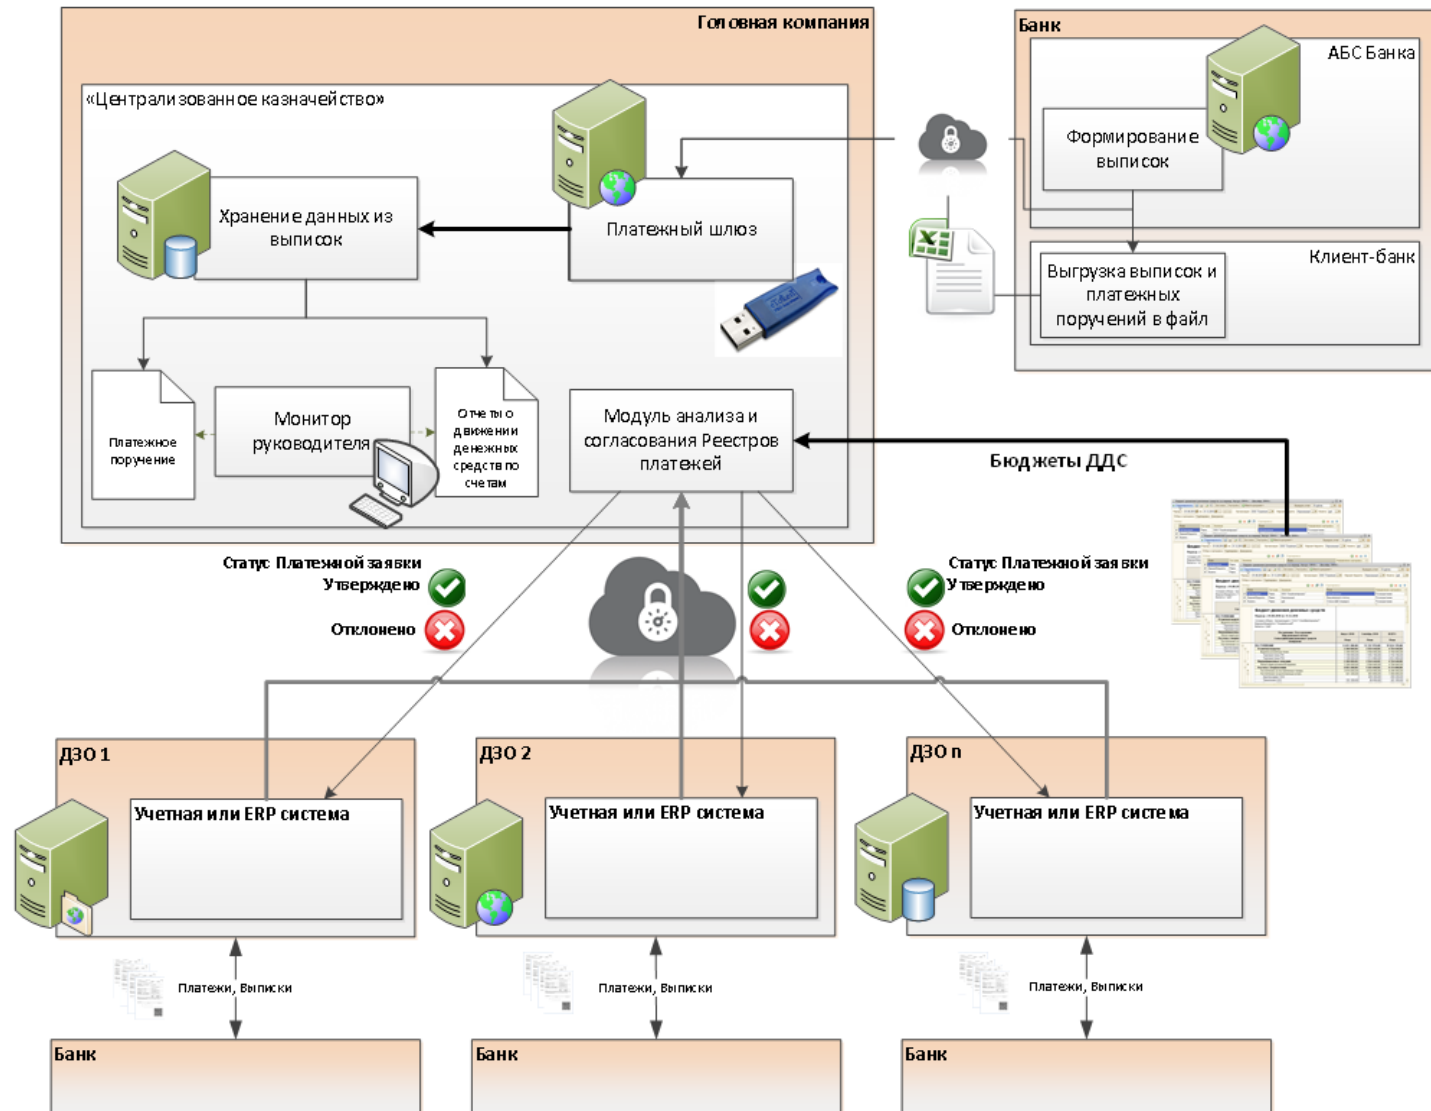 Головная компания
«Централизованное казначейство»
Хранение данных из
выписок
Платежный шлюз
Платежное
поручение
Монитор
руководителя
Отчеты о
движении
денежных
средств по
счетам
Модуль анализа и
согласования Реестров
платежей
Банк
АБС Банка
Формирование
выписок
Клиент-банк
Выгрузка выписок и
платежных
поручений в файл
Бюджеты ДДС
Статус Платежной заявки
Утверждено
Отклонено
Статус Платежной заявки
Утверждено
Отклонено
ДЗО 1
Учетная или ERP система
ДЗО 2
Учетная или ERP система
ДЗО n
Учетная или ERP система
Платежи, Выписки
Платежи, Выписки
Платежи, Выписки
Банк
Банк
Банк